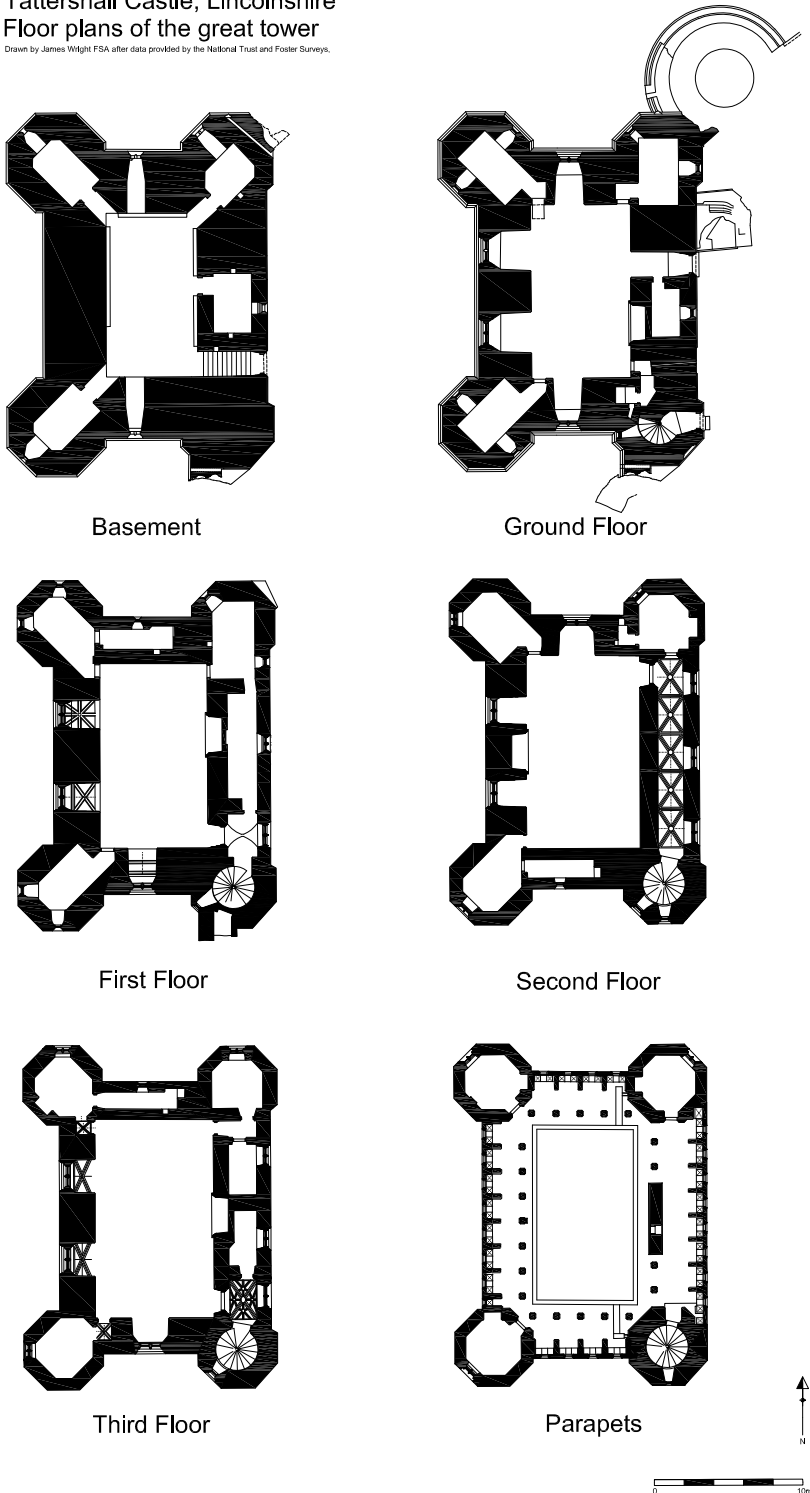 Tattershall Castle, Lincolnshire
Floor plans of the great tower
Drawn by James Wright FSA after data provided by the National Trust and Foster Surveys,
Basement
Ground Floor
First Floor
Second Floor
Third Floor
Parapets
N
0 10m